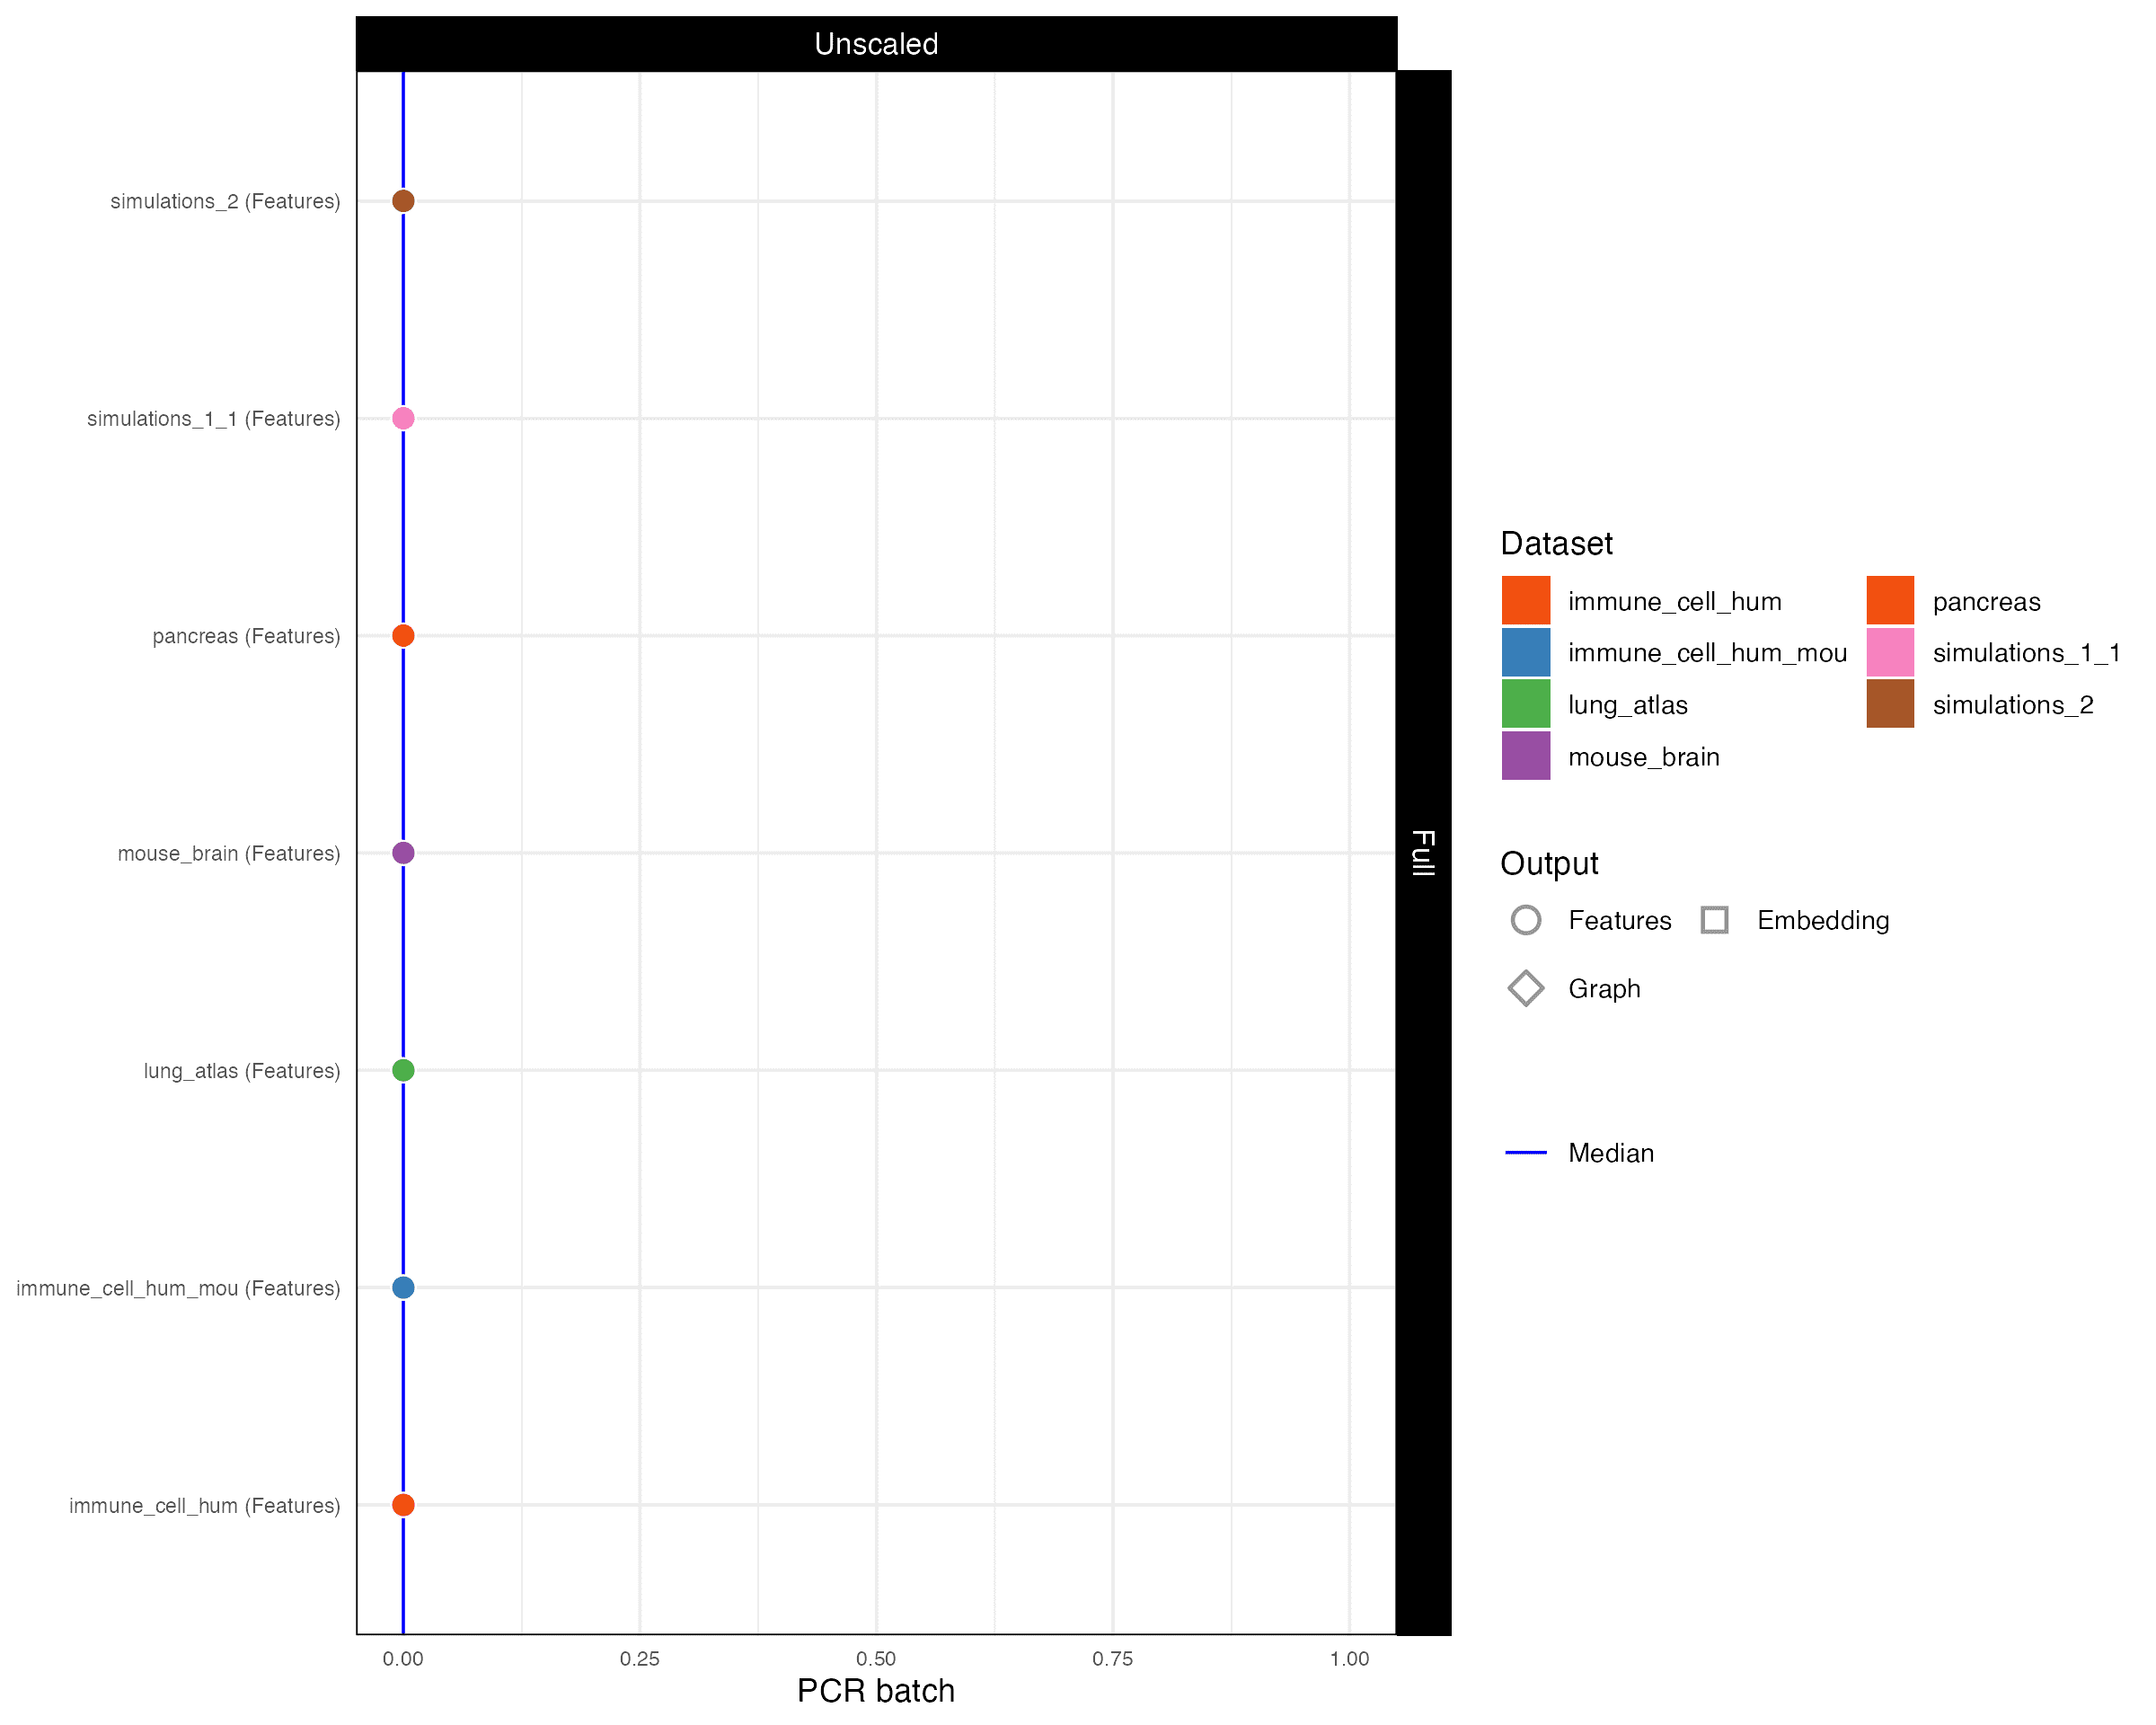 Unscaled
simulations_2 (Features)
simulations_1_1 (Features)
pancreas (Features)
mouse_brain (Features)
lung_atlas (Features)
immune_cell_hum_mou (Features)
immune_cell_hum (Features)
0.00 0.25 0.50 0.75 1.00
PCR batch
Full
Dataset
immune_cell_hum pancreas
immune_cell_hum_mou simulations_1_1
lung_atlas simulations_2
mouse_brain
Output
Features Embedding
Graph
Median